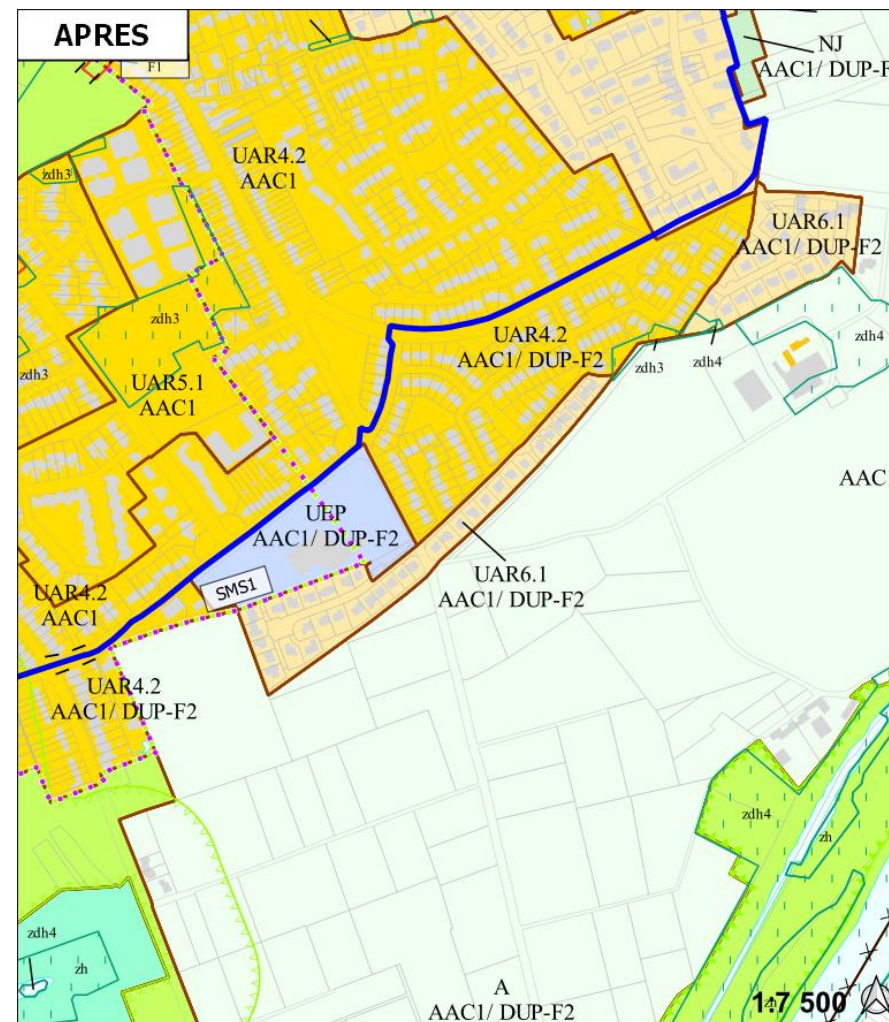 APRES
F1
NJ
AAC1/ DUP-F
UAR4.2
AAC1
zdh3
UAR6.1
AAC1/ DUP-F2
zdh3
UAR4.2
AAC1/ DUP-F2
zdh4
zdh3
zdh4
zdh3
UAR5.1
AAC1
AAC
UEP
AAC1/ DUP-F2
SMS1
UAR6.1
AAC1/ DUP-F2
UAR4.2
AAC1
UAR4.2
AAC1/ DUP-F2
zdh4
zh
zdh4
zh
A
AAC1/ DUP-F2
1:7 500